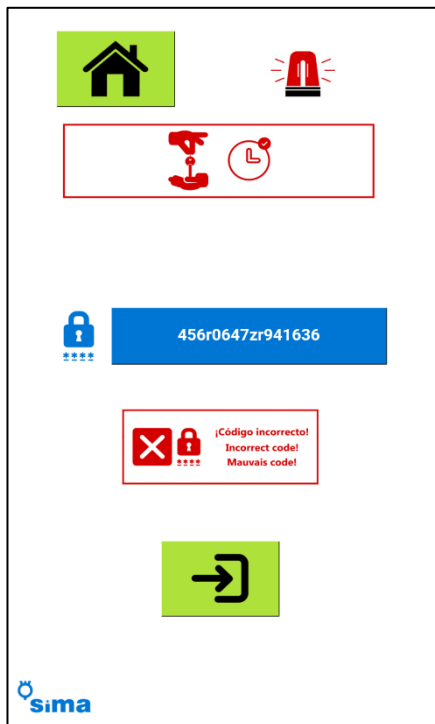 ****
456r0647zr941636
****
¡Código incorrecto!
Incorrect code!
Mauvais code!
sima